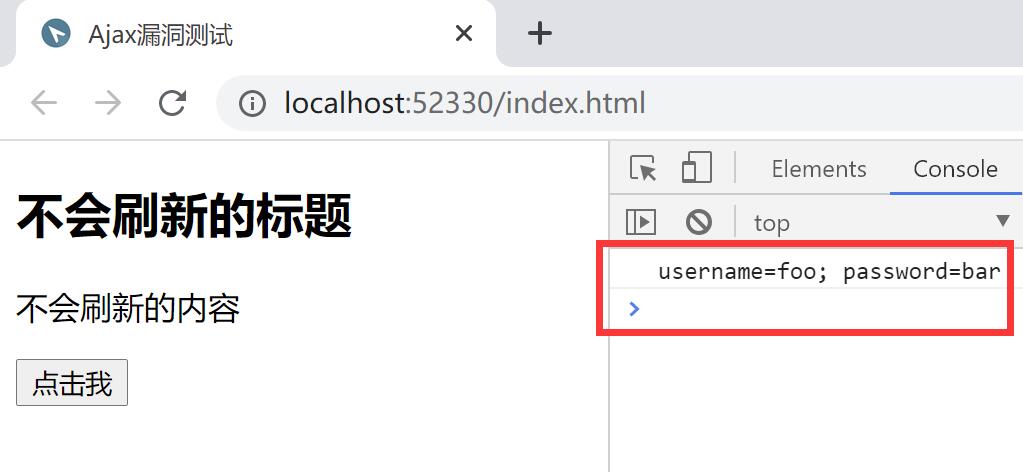 Ajax漏洞测试
localhost:52330/index.html
不会刷新的标题
不会刷新的内容
点击我
Elements
Console
top
username=foo; password=bar